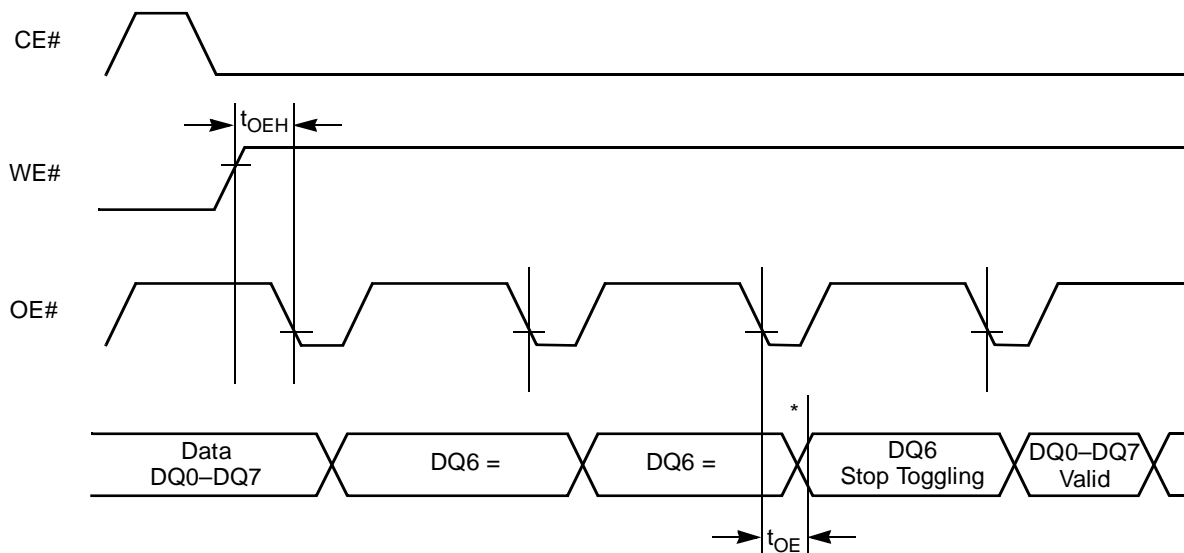 CE#
tOEH
WE#
OE#
*
Data
DQ0–DQ7
DQ6 =
DQ6 =
DQ6
Stop Toggling
DQ0–DQ7
Valid
tOE